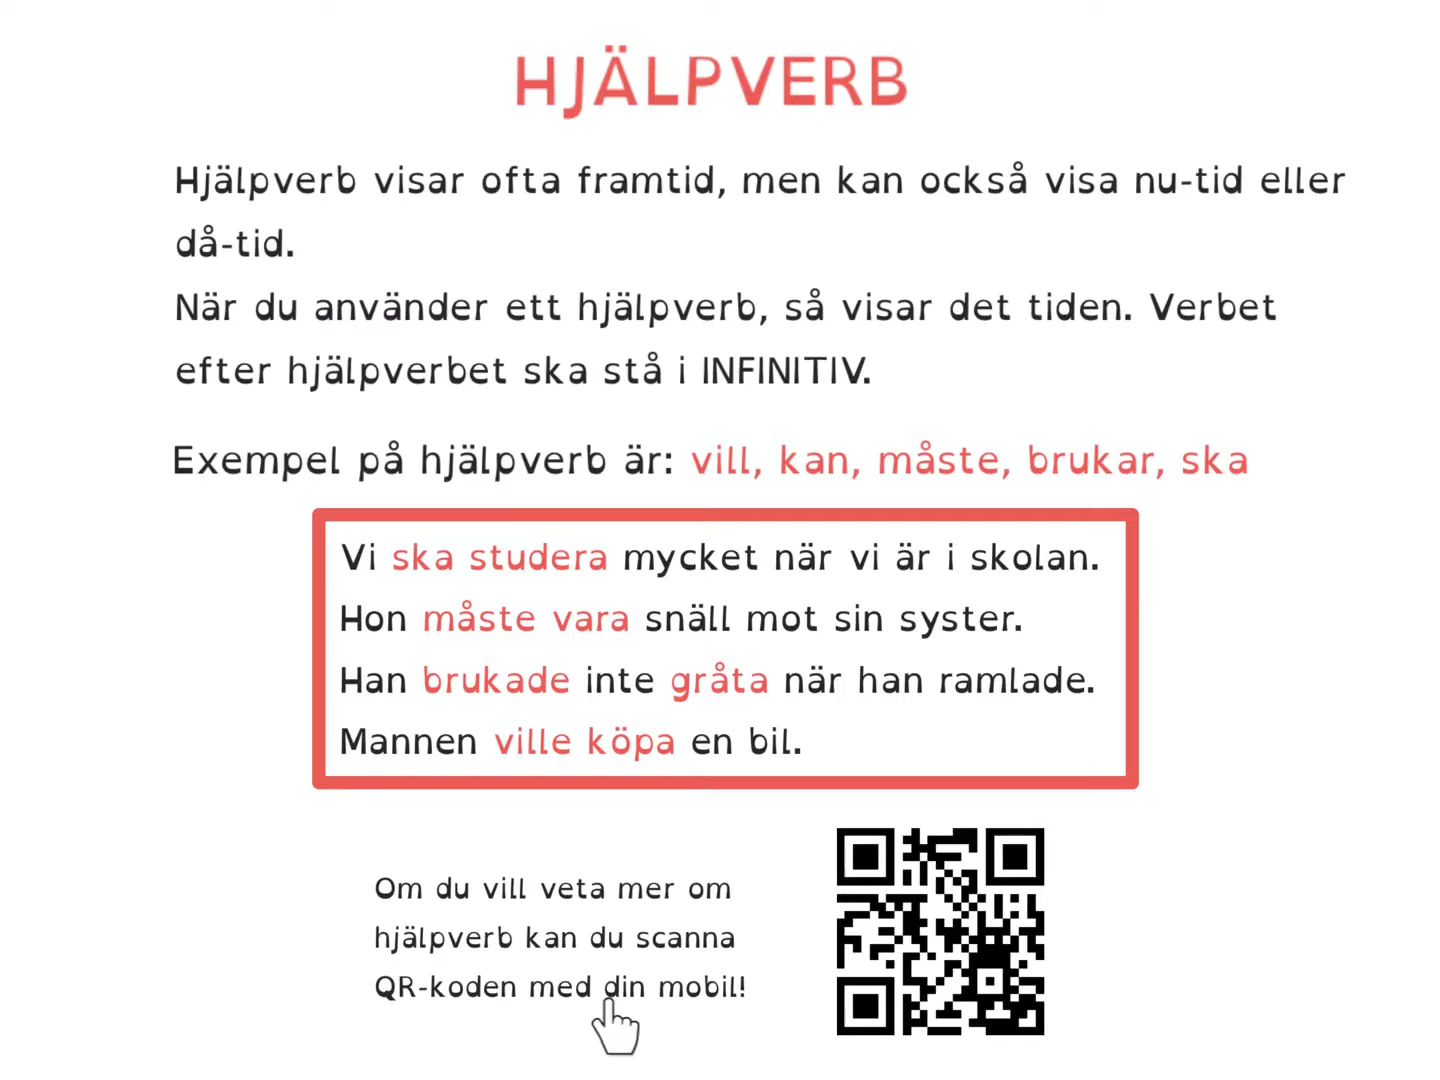 HJÄLPVERB
Hjälpverb visar ofta framtid, men kan också visa nu-tid eller
då-tid.
När du använder ett hjälpverb, så visar det tiden. Verbet
efter hjälpverbet ska stå i INFINITIV.
Exempel på hjälpverb är: vill, kan, måste, brukar, ska
Vi ska studera mycket när vi är i skolan.
Hon måste vara snäll mot sin syster.
Han brukade inte gråta när han ramlade.
Mannen ville köpa en bil.
Om du vill veta mer om
hjälpverb kan du scanna
QR-koden med din mobil!